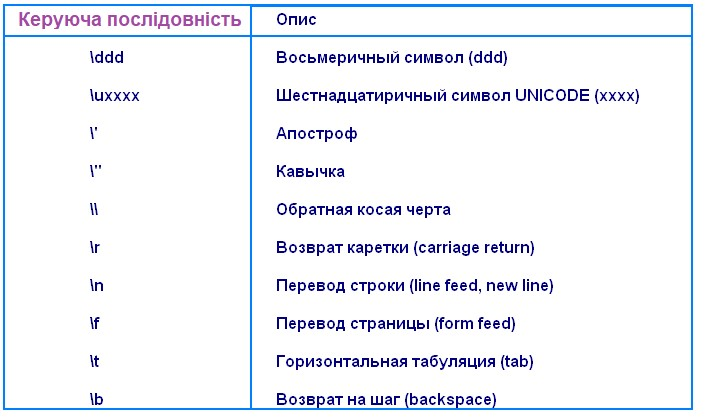 Керуюча послідовність Опис
\ddd Восьмеричный символ (ddd)
\uxxxx Шестнадцатиричный символ UNICODE (xxxx)
\' Апостроф
\" Кавычка
\\ Обратная косая черта
\r Возврат каретки (carriage return)
\n Перевод строки (line feed, new line)
\f Перевод страницы (form feed)
\t Горизонтальная табуляция (tab)
\b Возврат на шаг (backspace)